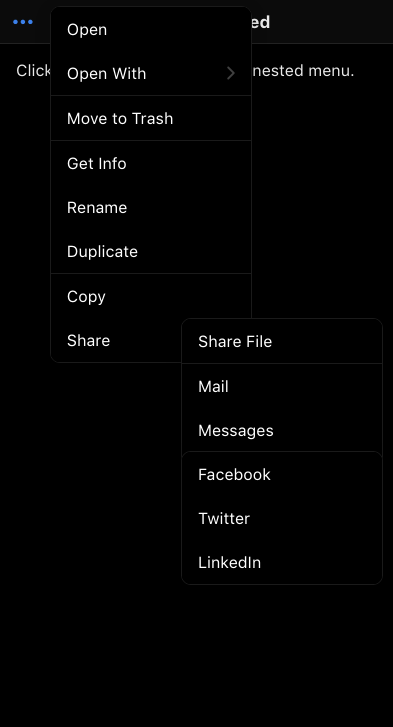 ••• ed
Click nested menu.
Open
Open With
Move to Trash
Get Info
Rename
Duplicate
Copy
Share
Share File
Mail
Messages
Facebook
Twitter
LinkedIn